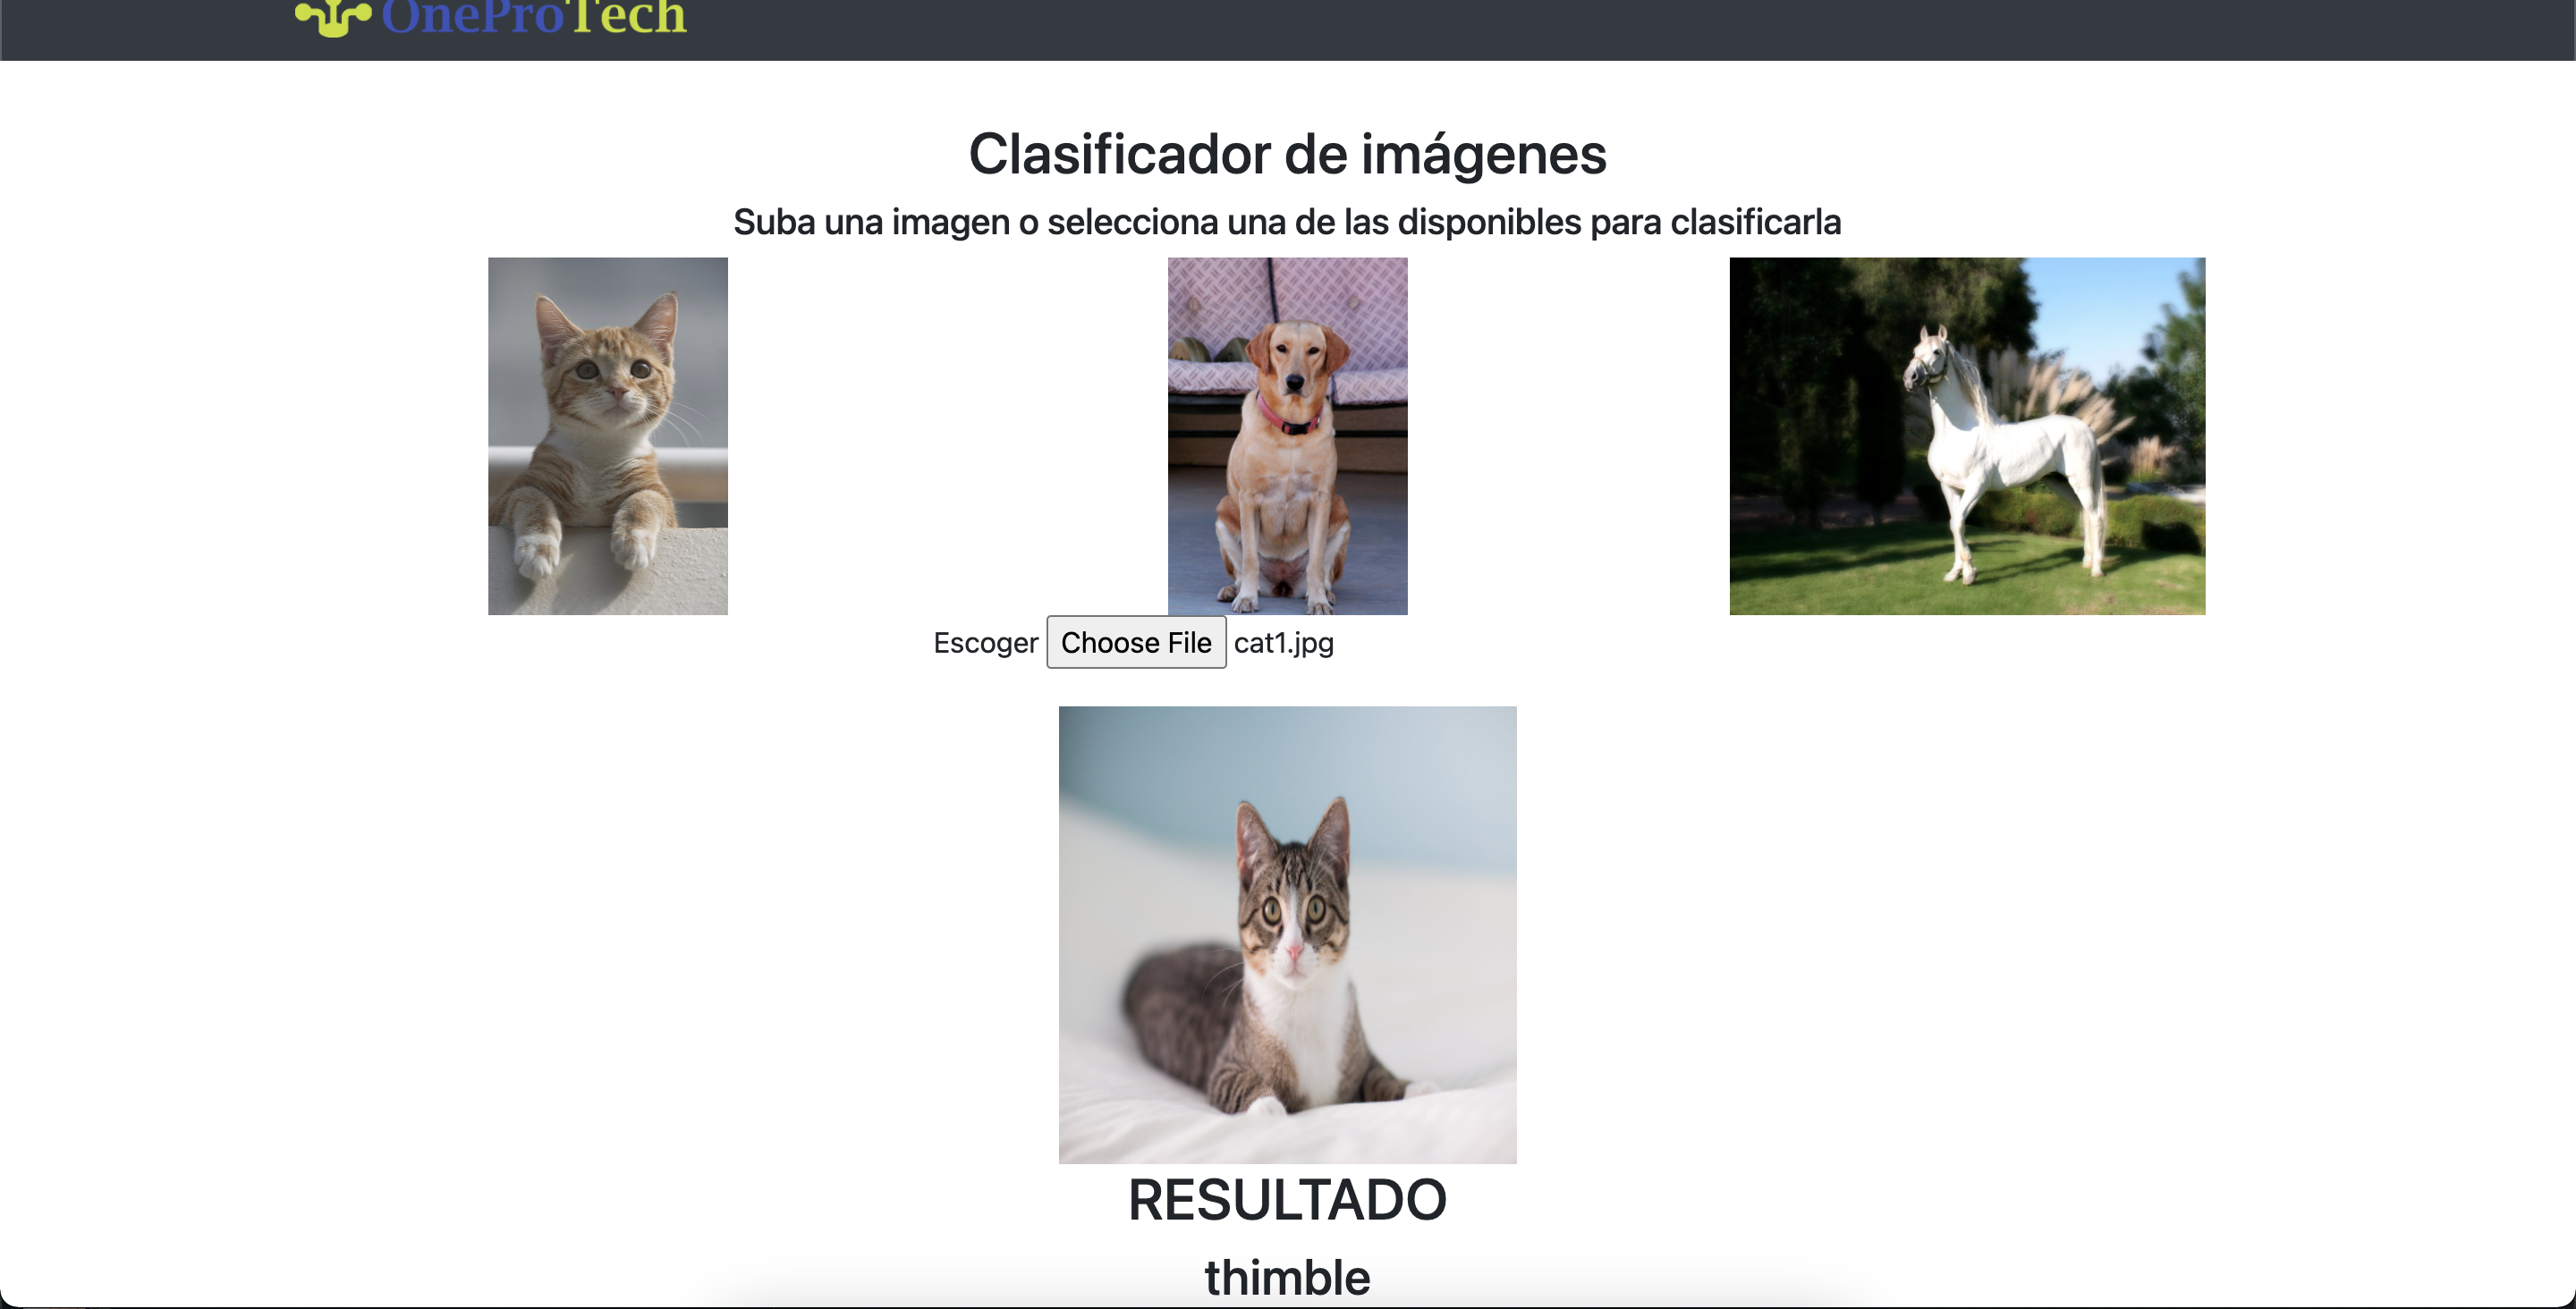 OneProTech
Clasificador de imágenes
Suba una imagen o selecciona una de las disponibles para clasificarla
Escoger Choose File cat1.jpg
RESULTADO
thimble